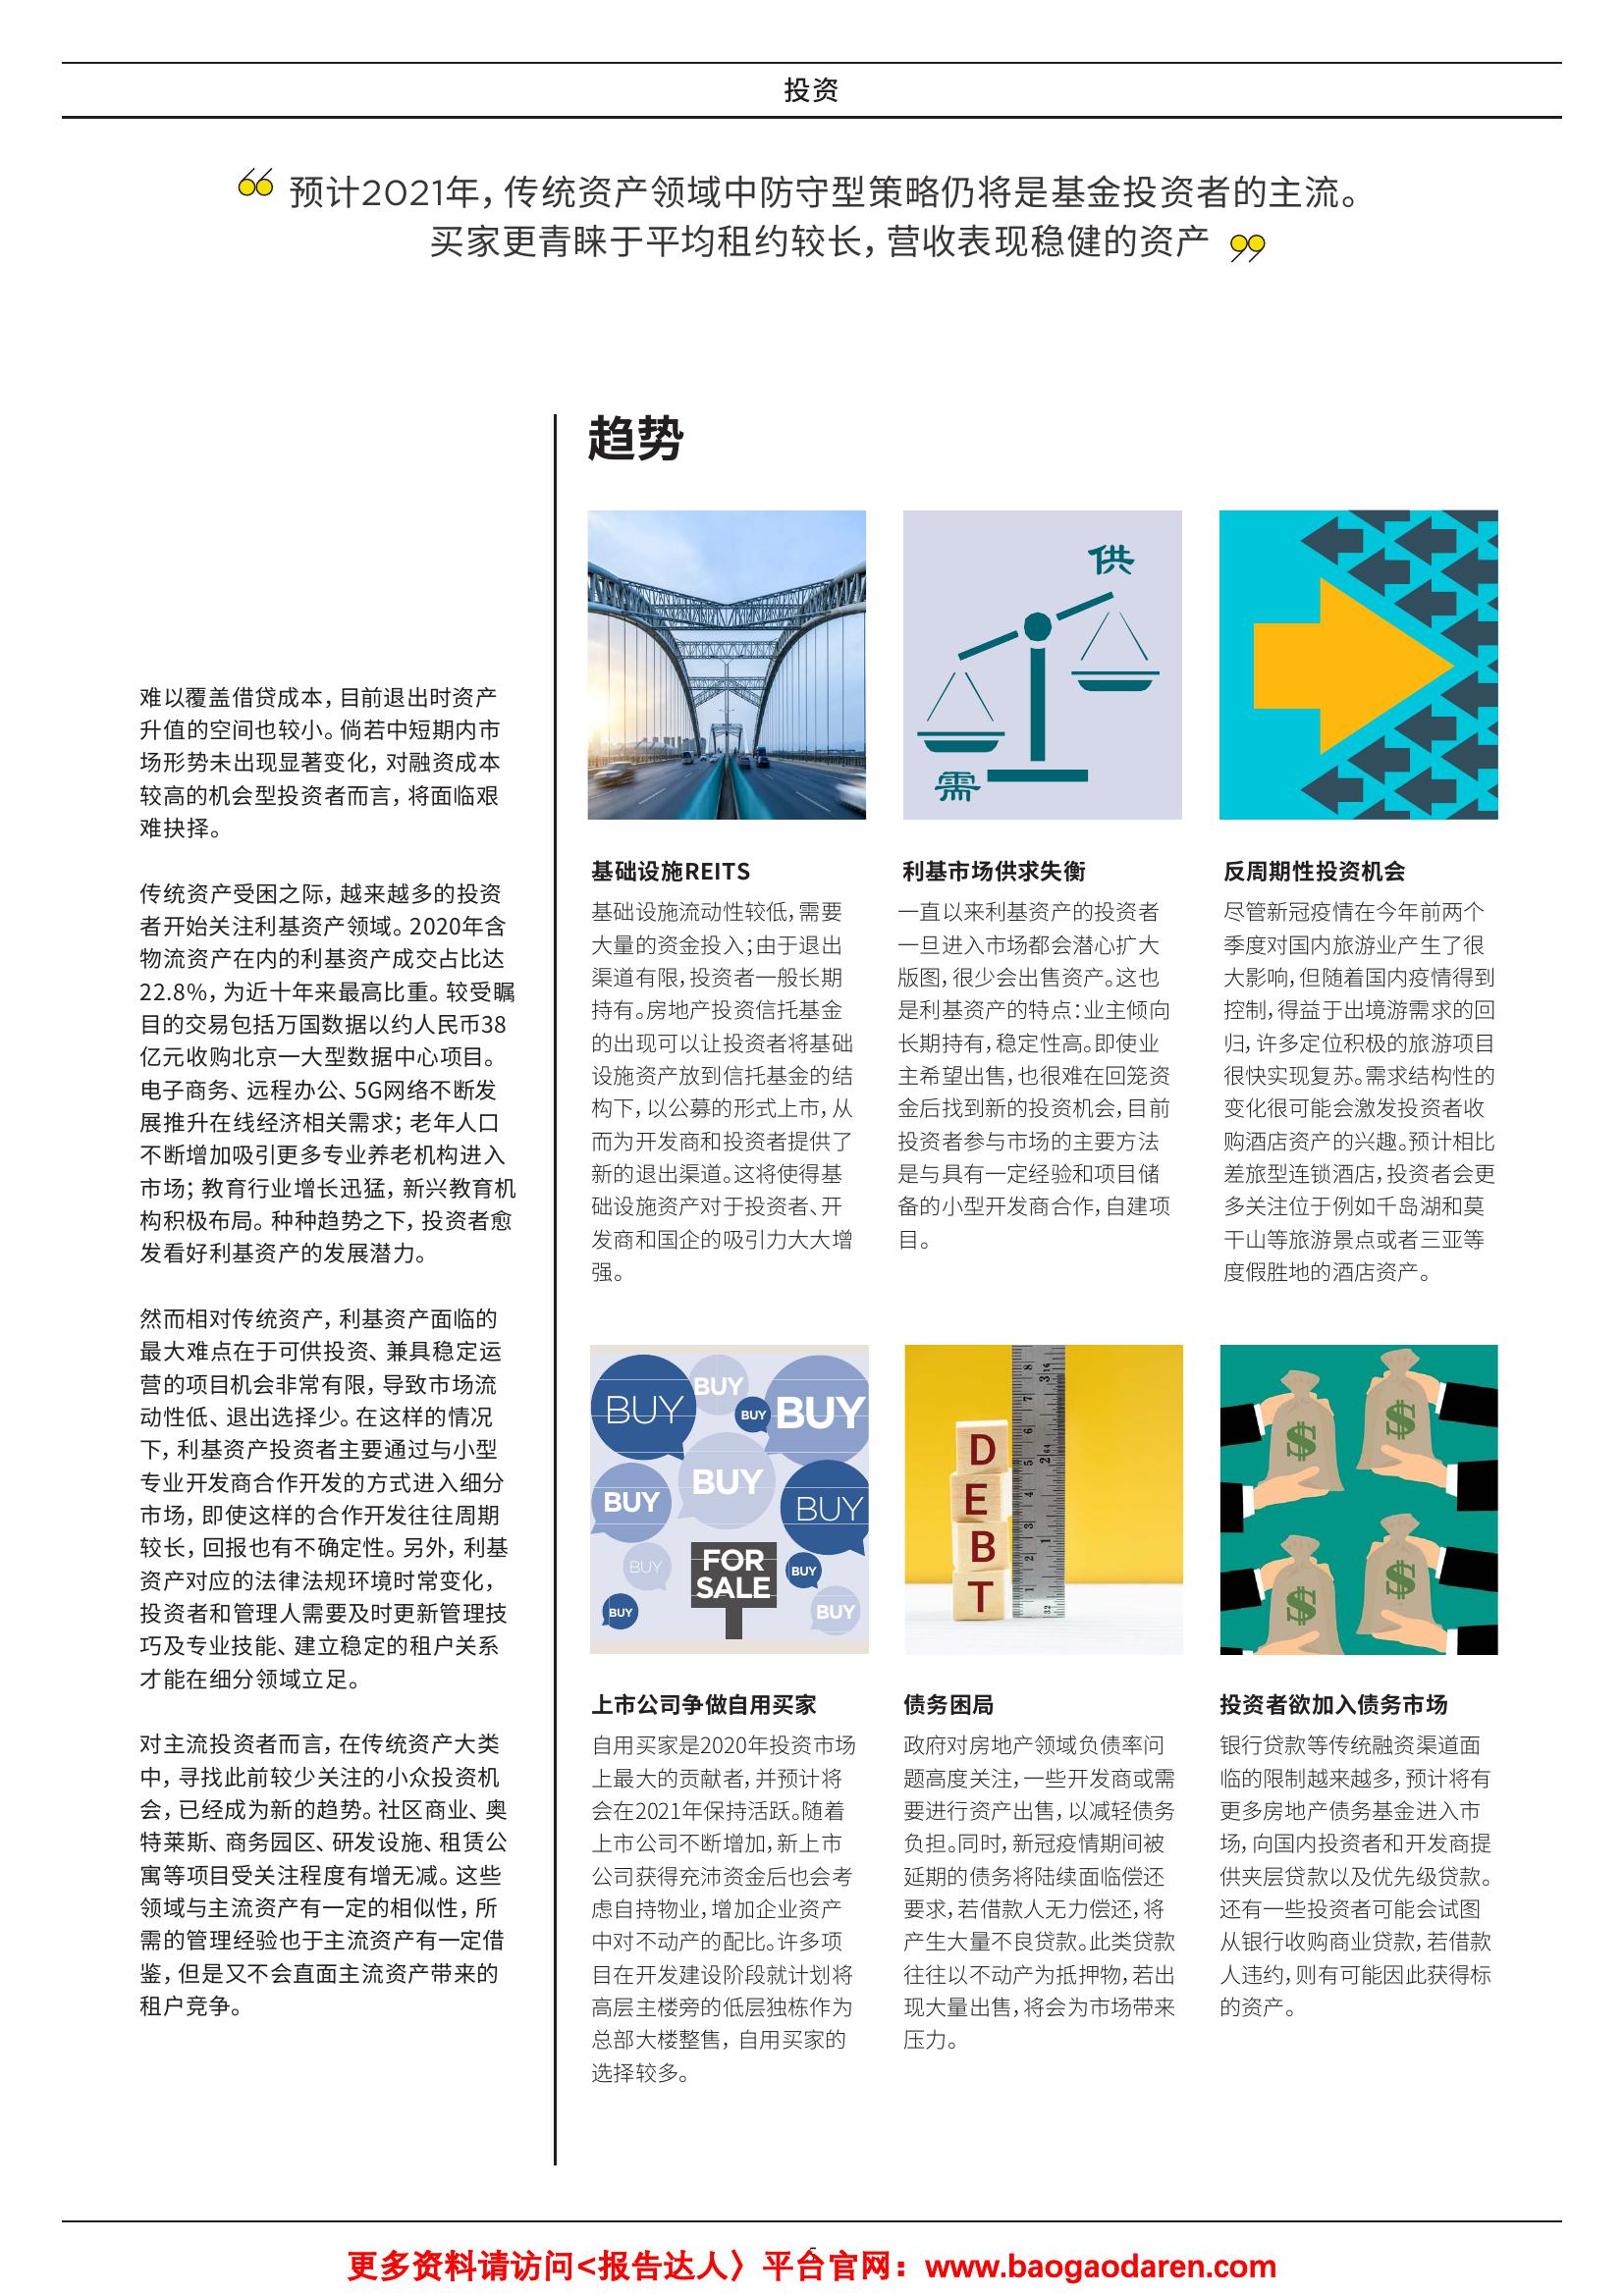 投资
预计2021年，传统资产领域中防守型策略仍将是基金投资者的主流。
买家更青睐于平均租约较长，营收表现稳健的资产
难以覆盖借贷成本，目前退出时资产
升值的空间也较小。倘若中短期内市
场形势未出现显著变化，对融资成本
较高的机会型投资者而言，将面临艰
难抉择。
传统资产受困之际，越来越多的投资
者开始关注利基资产领域。2020年含
物流资产在内的利基资产成交占比达
22.8%，为近十年来最高比重。较受瞩
目的交易包括万国数据以约人民币38
亿元收购北京一大型数据中心项目。
电子商务、远程办公、5G网络不断发
展推升在线经济相关需求；老年人口
不断增加吸引更多专业养老机构进入
市场；教育行业增长迅猛，新兴教育机
构积极布局。种种趋势之下，投资者愈
发看好利基资产的发展潜力。
然而相对传统资产，利基资产面临的
最大难点在于可供投资、兼具稳定运
营的项目机会非常有限，导致市场流
动性低、退出选择少。在这样的情况
下，利基资产投资者主要通过与小型
专业开发商合作开发的方式进入细分
市场，即使这样的合作开发往往周期
较长，回报也有不确定性。另外，利基
资产对应的法律法规环境时常变化，
投资者和管理人需要及时更新管理技
巧及专业技能、建立稳定的租户关系
才能在细分领域立足。
对主流投资者而言，在传统资产大类
中，寻找此前较少关注的小众投资机
会，已经成为新的趋势。社区商业、奥
特莱斯、商务园区、研发设施、租赁公
寓等项目受关注程度有增无减。这些
领域与主流资产有一定的相似性，所
需的管理经验也于主流资产有一定借
鉴，但是又不会直面主流资产带来的
租户竞争。
趋势
供
需
基础设施REITS
基础设施流动性较低，需要
大量的资金投入；由于退出
渠道有限，投资者一般长期
持有。房地产投资信托基金
的出现可以让投资者将基础
设施资产放到信托基金的结
构下，以公募的形式上市，从
而为开发商和投资者提供了
新的退出渠道。这将使得基
础设施资产对于投资者、开
发商和国企的吸引力大大增
强。
利基市场供求失衡
一直以来利基资产的投资者
一旦进入市场都会潜心扩大
版图，很少会出售资产。这也
是利基资产的特点：业主倾向
长期持有，稳定性高。即使业
主希望出售，也很难在回笼资
金后找到新的投资机会，目前
投资者参与市场的主要方法
是与具有一定经验和项目储
备的小型开发商合作，自建项
目。
反周期性投资机会
尽管新冠疫情在今年前两个
季度对国内旅游业产生了很
大影响，但随着国内疫情得到
控制，得益于出境游需求的回
归，许多定位积极的旅游项目
很快实现复苏。需求结构性的
变化很可能会激发投资者收
购酒店资产的兴趣。预计相比
差旅型连锁酒店，投资者会更
多关注位于例如千岛湖和莫
干山等旅游景点或者三亚等
度假胜地的酒店资产。
BUY
BUY
BUY
BUY
BUY
BUY
BUY
BUY
FOR
SALE
BUY
BUY
BUY
D
E
B
T
$
$
$
$
上市公司争做自用买家
自用买家是2020年投资市场
上最大的贡献者，并预计将
会在2021年保持活跃。随着
上市公司不断增加，新上市
公司获得充沛资金后也会考
虑自持物业，增加企业资产
中对不动产的配比。许多项
目在开发建设阶段就计划将
高层主楼旁的低层独栋作为
总部大楼整售，自用买家的
选择较多。
债务困局
政府对房地产领域负债率问
题高度关注，一些开发商或需
要进行资产出售，以减轻债务
负担。同时，新冠疫情期间被
延期的债务将陆续面临偿还
要求，若借款人无力偿还，将
产生大量不良贷款。此类贷款
往往以不动产为抵押物，若出
现大量出售，将会为市场带来
压力。
投资者欲加入债务市场
银行贷款等传统融资渠道面
临的限制越来越多，预计将有
更多房地产债务基金进入市
场，向国内投资者和开发商提
供夹层贷款以及优先级贷款。
还有一些投资者可能会试图
从银行收购商业贷款，若借款
人违约，则有可能因此获得标
的资产。
更多资料请访问<报告达人〉平台官网：www.baogaodaren.com